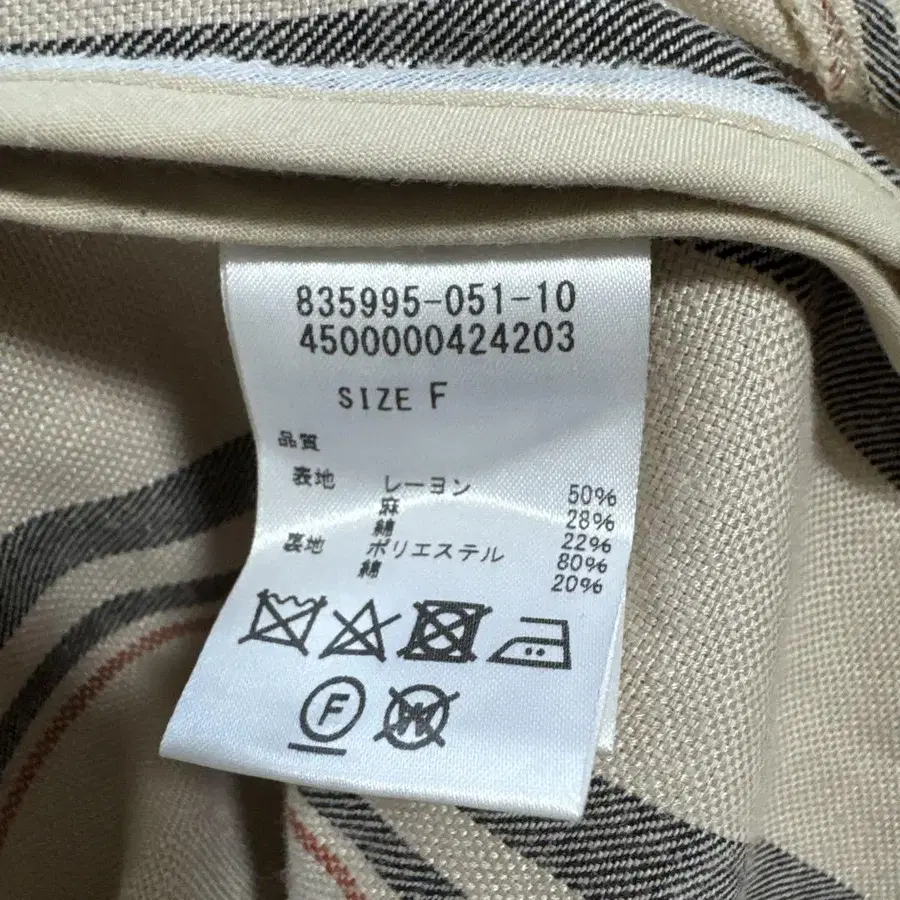 835995-051-10
4500000424203
SIZE F
品質
表地 レーヨン 50%
麻 28%
綿 22%
裏地 ポリエステル 80%
綿 20%
F
W